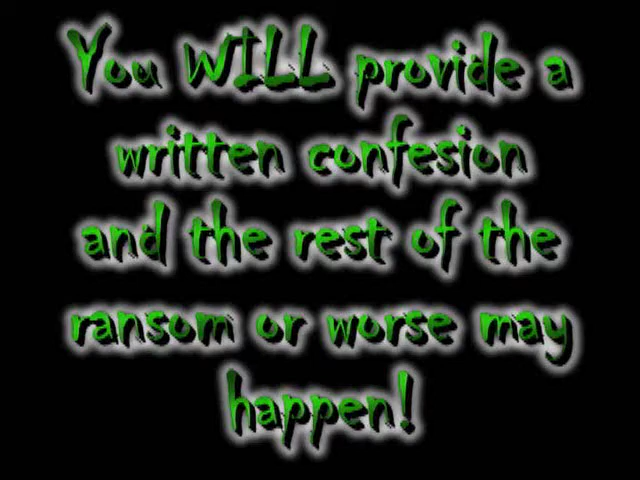 You WILL provide a
written confesion
and the rest of the
ransom or worse may
happen!